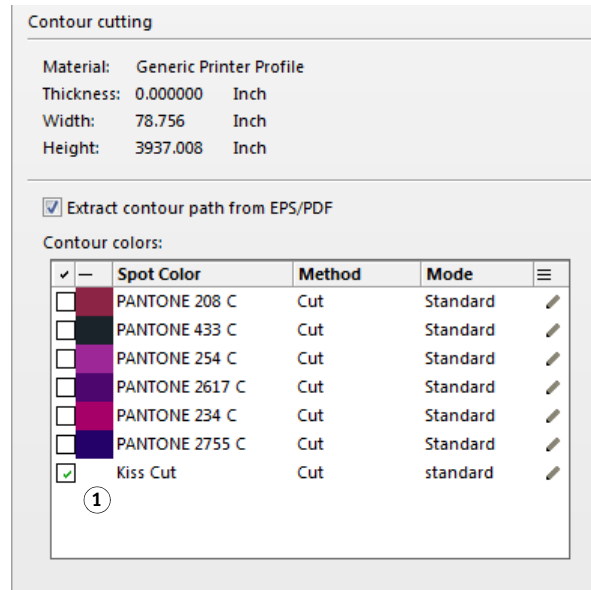 Contour cutting
Material: Generic Printer Profile
Thickness: 0.000000 Inch
Width: 78.756 Inch
Height: 3937.008 Inch
Extract contour path from EPS/PDF
Contour colors:
Spot Color Method Mode
PANTONE 208 C Cut Standard
PANTONE 433 C Cut Standard
PANTONE 254 C Cut Standard
PANTONE 2617 C Cut Standard
PANTONE 234 C Cut Standard
PANTONE 2755 C Cut Standard
Kiss Cut Cut standard
1